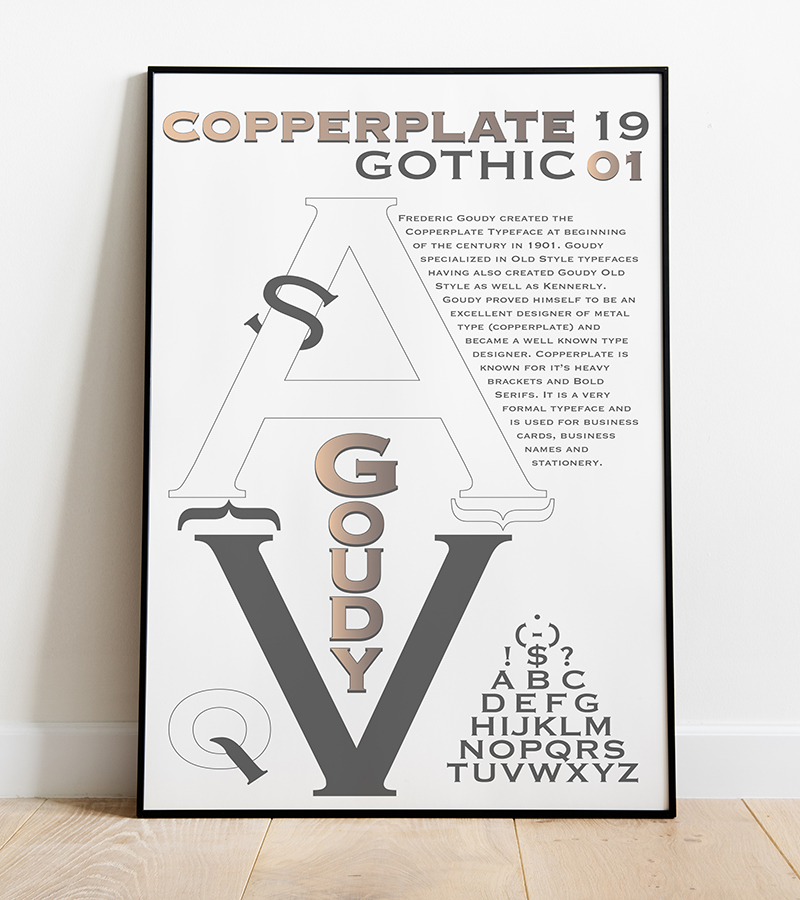 COPPERPLATE 19
GOTHIC 01
FREDERIC GOUDY CREATED THE
COPPERPLATE TYPEFACE AT BEGINNING
OF THE CENTURY IN 1901. GOUDY
SPECIALIZED IN OLD STYLE TYPEFACES
HAVING ALSO CREATED GOUDY OLD
STYLE AS WELL AS KENNERLY.
GOUDY PROVED HIMSELF TO BE AN
EXCELLENT DESIGNER OF METAL
TYPE (COPPERPLATE) AND
BECAME A WELL KNOWN TYPE
DESIGNER. COPPERPLATE IS
KNOWN FOR IT'S HEAVY
BRACKETS AND BOLD
SERIFS. IT IS A VERY
FORMAL TYPEFACE AND
IS USED FOR BUSINESS
CARDS, BUSINESS
NAMES AND
STATIONERY.
A
S
GOUDY
{ }
V
Q
.
(-)
! $ ?
A B C
DEFG
HIJKLM
NOPQRS
TUVWXYZ